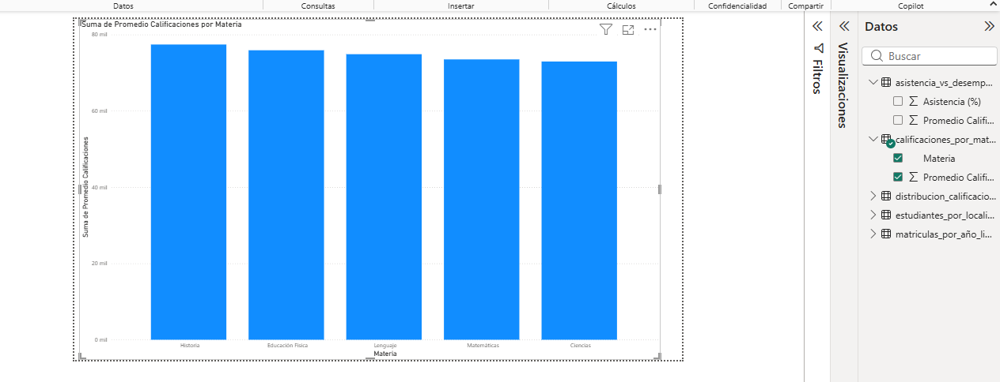 Datos
Consultas
Insertar
Cálculos
Confidencialidad
Compartir
Copilot
Suma de Promedio Calificaciones por Materia
80 mil
60 mil
40 mil
20 mil
0 mil
Suma de Promedio Calificaciones
Historia
Educación Física
Lenguaje
Matemáticas
Ciencias
Materia
Filtros
Visualizaciones
Datos
Buscar
asistencia_vs_desemp...
Asistencia (%)
Promedio Califi...
calificaciones_por_mat...
Materia
Promedio Califi...
distribucion_calificacio...
estudiantes_por_locali...
matriculas_por_año_li...